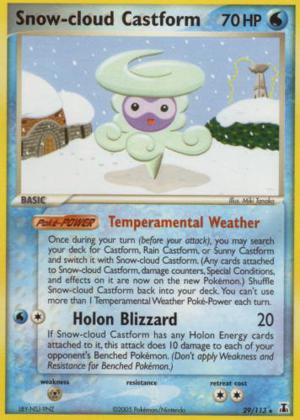 Snow-cloud Castform 70 HP
BASIC
Illus. Miki Tanaka
Poké-POWER Temperamental Weather
Once during your turn (before your attack), you may search
your deck for Castform, Rain Castform, or Sunny Castform
and switch it with Snow-cloud Castform. (Any cards attached
to Snow-cloud Castform, damage counters, Special Conditions,
and effects on it are now on the new Pokémon.) Shuffle
Snow-cloud Castform back into your deck. You can't use
more than 1 Temperamental Weather Poké-Power each turn.
Holon Blizzard 20
If Snow-cloud Castform has any Holon Energy cards
attached to it, this attack does 10 damage to each of your
opponent's Benched Pokémon. (Don't apply Weakness and
Resistance for Benched Pokémon.)
weakness resistance retreat cost
©2005 Pokémon/Nintendo 29/113